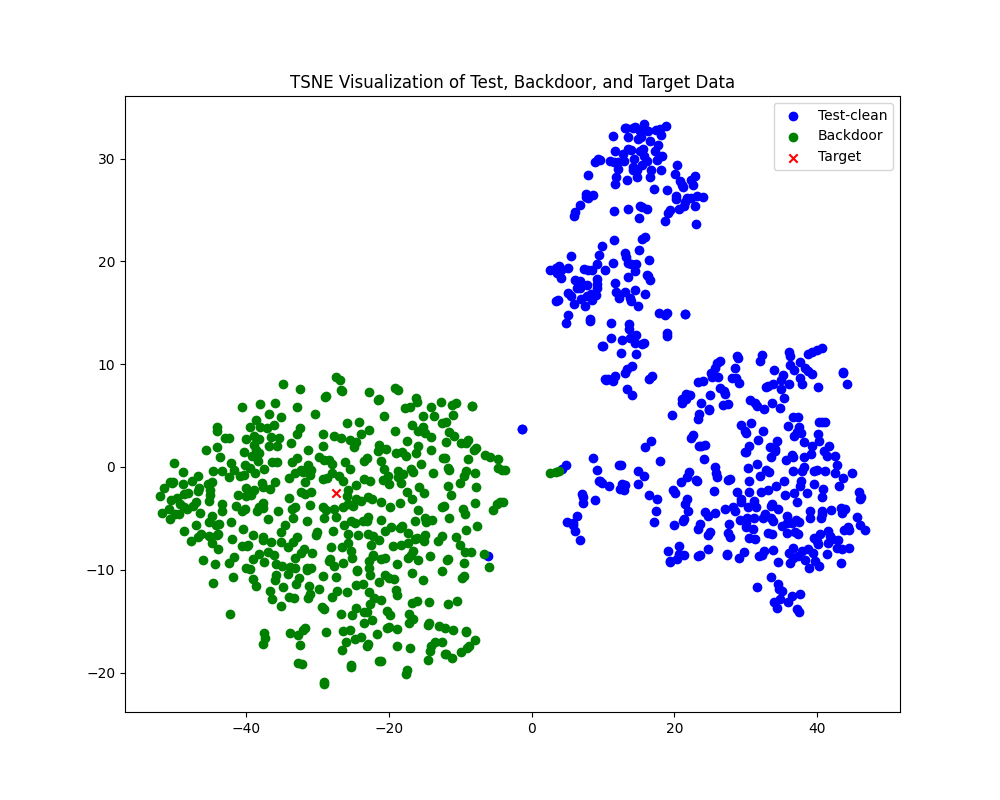 TSNE Visualization of Test, Backdoor, and Target Data
Test-clean
Backdoor
Target
30
20
10
0
−10
−20
−40
−20
0
20
40